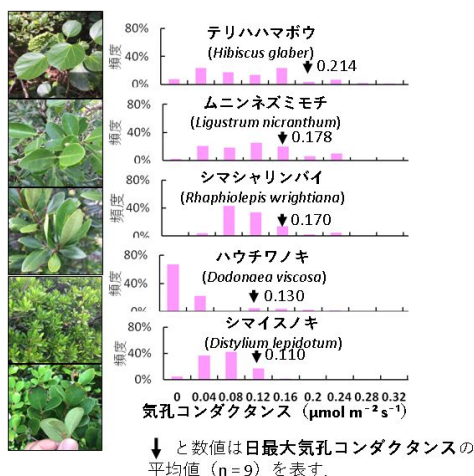 80%
テリハハマボウ
(Hibiscus glaber)
頻度
40%
0.214
0%
80%
ムニンネズミモチ
(Ligustrum nicranthum)
頻度
40%
0.178
0%
80%
シマシャリンバイ
(Rhaphiolepis wrightiana)
頻度
40%
0.170
0%
80%
ハウチワノキ
(Dodonaea viscosa)
頻度
40%
0.130
0%
80%
シマイスノキ
(Distylium lepidotum)
頻度
40%
0.110
0%
0 0.04 0.08 0.12 0.16 0.2 0.24 0.28 0.32
気孔コンダクタンス (μmol m⁻² s⁻¹)
↓ と数値は日最大気孔コンダクタンスの
平均値 (n = 9) を表す.